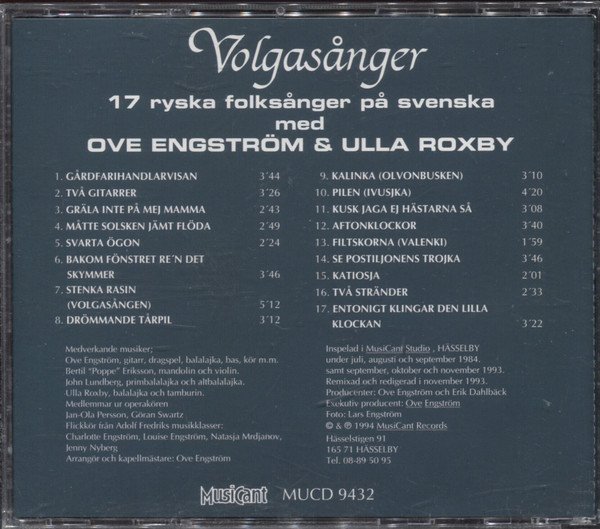 Volgasånger
17 ryska folksånger på svenska
med
OVE ENGSTRÖM & ULLA ROXBY
1. GÅRDFARIHANDLARVISAN 3´44
2. TVÅ GITARRER 3´26
3. GRÄLA INTE PÅ MEJ MAMMA 2´43
4. MÅTTE SOLSKEN JÄMT FLÖDA 2´49
5. SVARTA ÖGON 2´24
6. BAKOM FÖNSTRET RE´N DET
SKYMMER 3´46
7. STENKA RASIN
(VOLGASÅNGEN) 5´12
8. DRÖMMANDE TÅRPIL 3´12
9. KALINKA (OLVONBUSKEN) 3´10
10. PILEN (IVUSJKA) 4´20
11. KUSK JAGA EJ HÄSTARNA SÅ 3´08
12. AFTONKLOCKOR 3´40
13. FILTSKORNA (VALENKI) 1´59
14. SE POSTILJONENS TROJKA 3´46
15. KATIOSJA 2´01
16. TVÅ STRÄNDER 2´33
17. ENTONIGT KLINGAR DEN LILLA
KLOCKAN 3´22
Medverkande musiker;
Ove Engström, gitarr, dragspel, balalajka, bas, kör m.m.
Bertil "Poppe" Eriksson, mandolin och violin.
John Lundberg, primbalalajka och altbalalajka.
Ulla Roxby, balalajka och tamburin.
Medlemmar ur operakören
Jan-Ola Persson, Göran Swartz
Flickkör från Adolf Fredriks musikklasser:
Charlotte Engström, Louise Engström, Natasja Mrdjanov,
Jenny Nyberg
Arrangör och kapellmästare: Ove Engström
Inspelad i MusiCant Studio , HÄSSELBY
under juli, augusti och september 1984.
samt september, oktober och november 1993.
Remixad och redigerad i november 1993.
Producenter: Ove Engström och Erik Dahlbäck
Exekutiv producent: Ove Engström
Foto: Lars Engström
© & ℗ 1994 MusiCant Records
Hässelstigen 91
165 71 HÄSSELBY
Tel. 08-89 50 95
MusiCant MUCD 9432